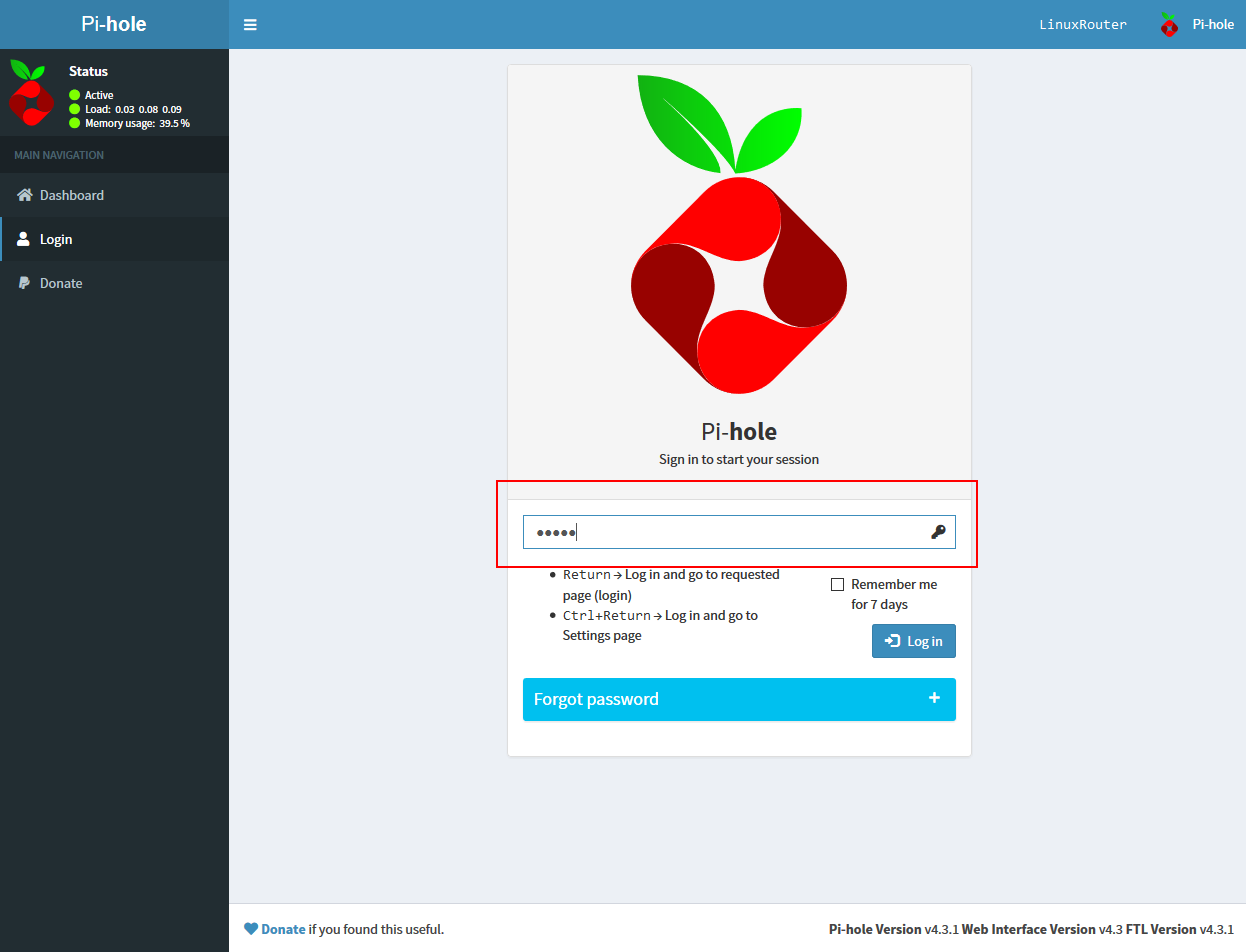 Pi-hole
LinuxRouter
Pi-hole
Status
Active
Load: 0.03 0.08 0.09
Memory usage: 39.5 %
MAIN NAVIGATION
Dashboard
Login
Donate
Pi-hole
Sign in to start your session
●●●●●
Return → Log in and go to requested
page (login)
Ctrl+Return → Log in and go to
Settings page
Remember me
for 7 days
Log in
Forgot password
Donate if you found this useful.
Pi-hole Version v4.3.1 Web Interface Version v4.3 FTL Version v4.3.1